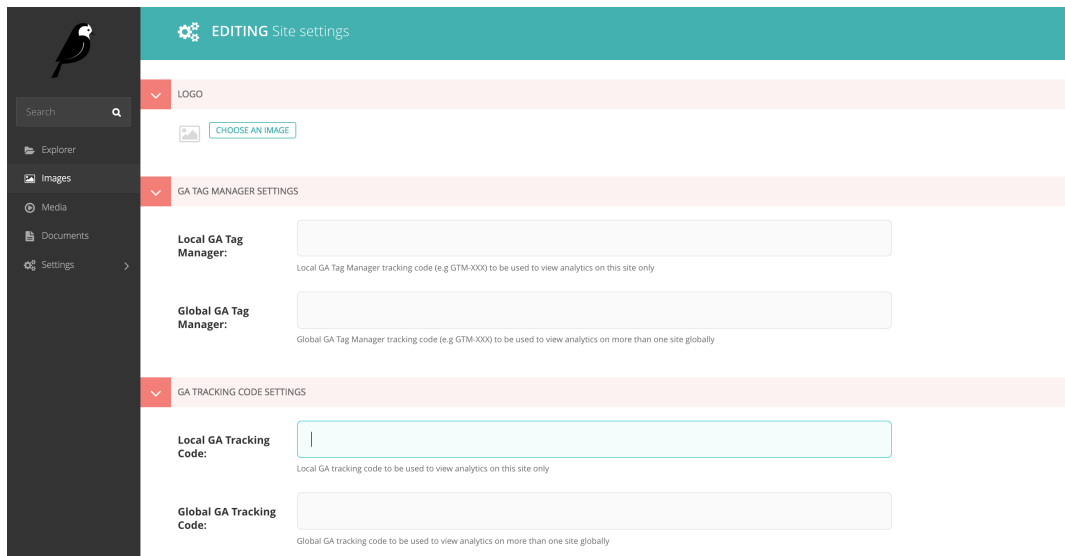 EDITING Site settings
Search
Explorer
Images
Media
Documents
Settings
LOGO
CHOOSE AN IMAGE
GA TAG MANAGER SETTINGS
Local GA Tag
Manager:
Local GA Tag Manager tracking code (e.g GTM-XXX) to be used to view analytics on this site only
Global GA Tag
Manager:
Global GA Tag Manager tracking code (e.g GTM-XXX) to be used to view analytics on more than one site globally
GA TRACKING CODE SETTINGS
Local GA Tracking
Code:
Local GA tracking code to be used to view analytics on this site only
Global GA Tracking
Code:
Global GA tracking code to be used to view analytics on more than one site globally